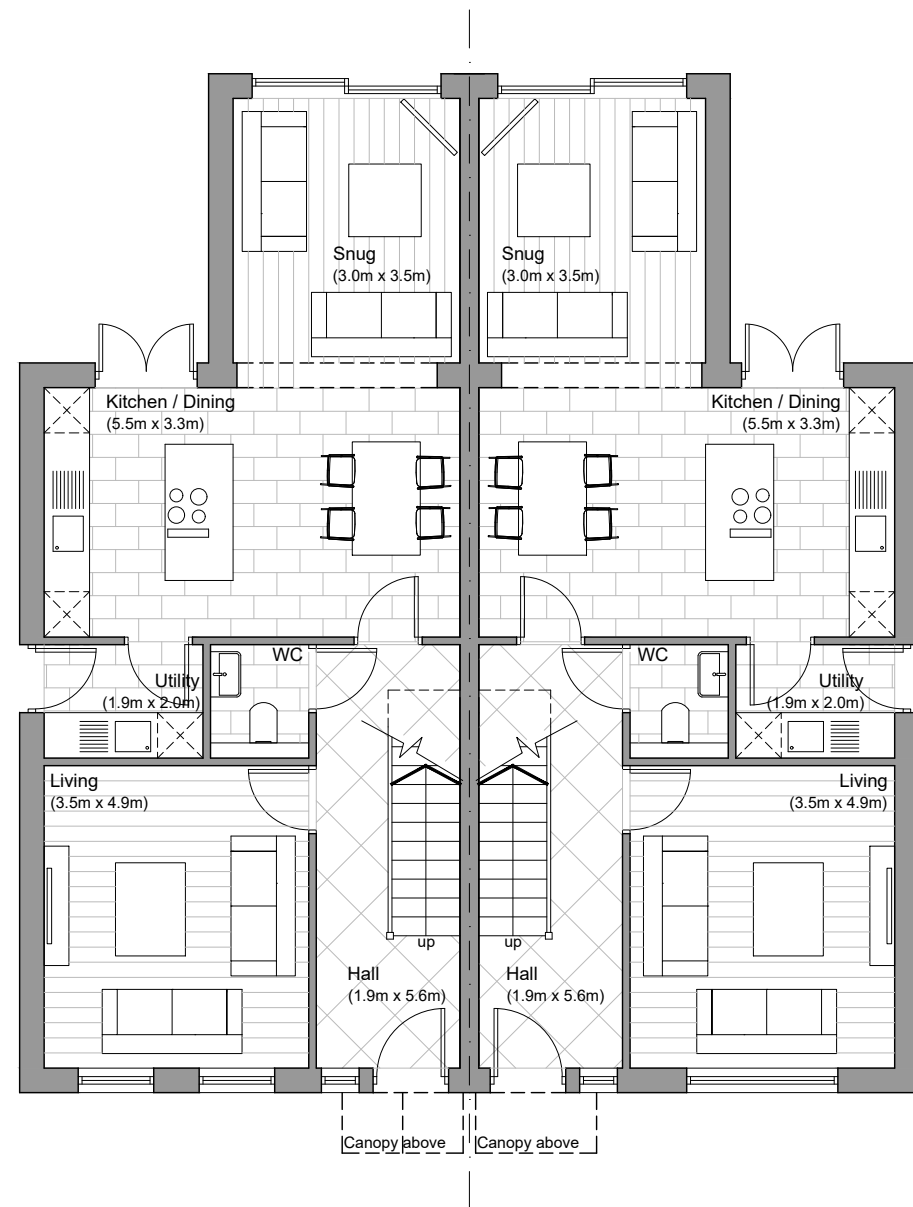 Snug
(3.0m x 3.5m)
Snug
(3.0m x 3.5m)
Kitchen / Dining
(5.5m x 3.3m)
Kitchen / Dining
(5.5m x 3.3m)
WC
WC
Utility
(1.9m x 2.0m)
Utility
(1.9m x 2.0m)
Living
(3.5m x 4.9m)
Living
(3.5m x 4.9m)
up
up
Hall
(1.9m x 5.6m)
Hall
(1.9m x 5.6m)
Canopy above
Canopy above